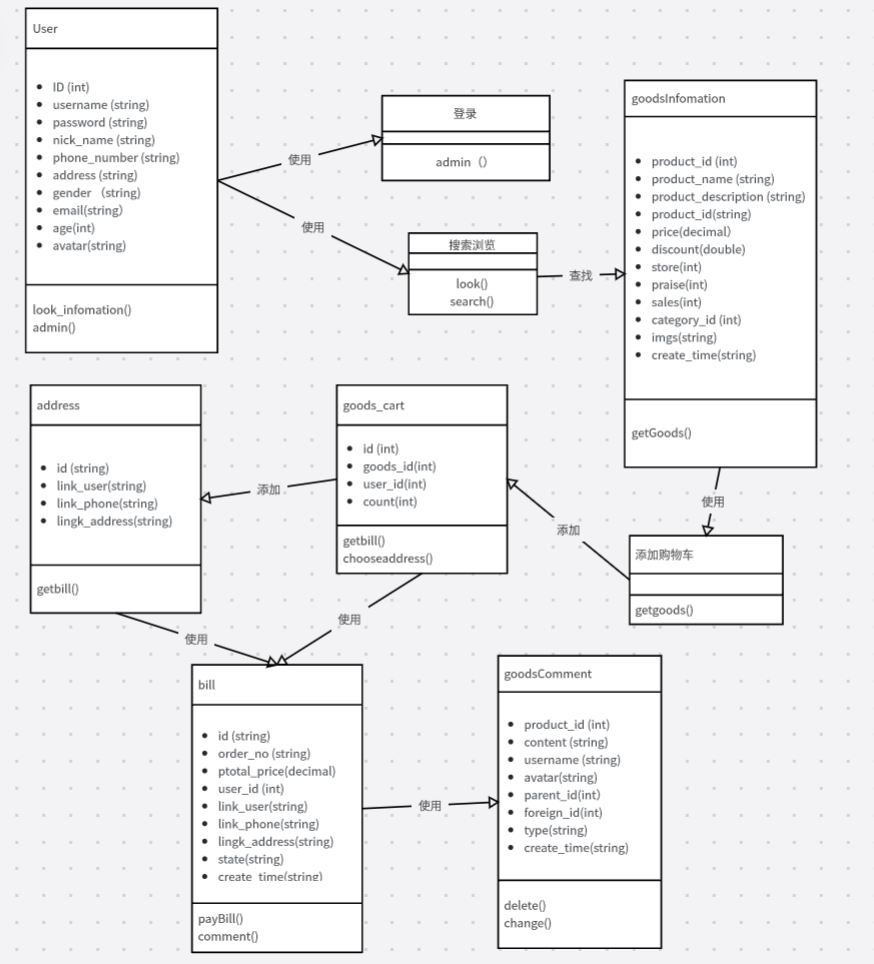 User
ID (int)
username (string)
password (string)
nick_name (string)
phone_number (string)
address (string)
gender （string)
email(string）
age(int)
avatar(string)
look_infomation()
admin()
使用
使用
登录
admin（）
搜索浏览
look()
search()
查找
goodsInfomation
product_id (int)
product_name (string)
product_description (string)
product_id(string)
price(decimal）
discount(double)
store(int)
praise(int)
sales(int)
category_id (int)
imgs(string)
create_time(string)
getGoods()
使用
添加购物车
getgoods()
添加
goods_cart
id (int)
goods_id(int)
user_id(int)
count(int)
getbill()
chooseaddress()
添加
address
id (string)
link_user(string)
link_phone(string)
lingk_address(string)
getbill()
使用
使用
bill
id (string)
order_no (string)
ptotal_price(decimal)
user_id (int)
link_user(string)
link_phone(string)
lingk_address(string)
state(string)
create_time(string)
payBill()
comment()
使用
goodsComment
product_id (int)
content (string)
username (string)
avatar(string)
parent_id(int）
foreign_id(int)
type(string)
create_time(string)
delete()
change()